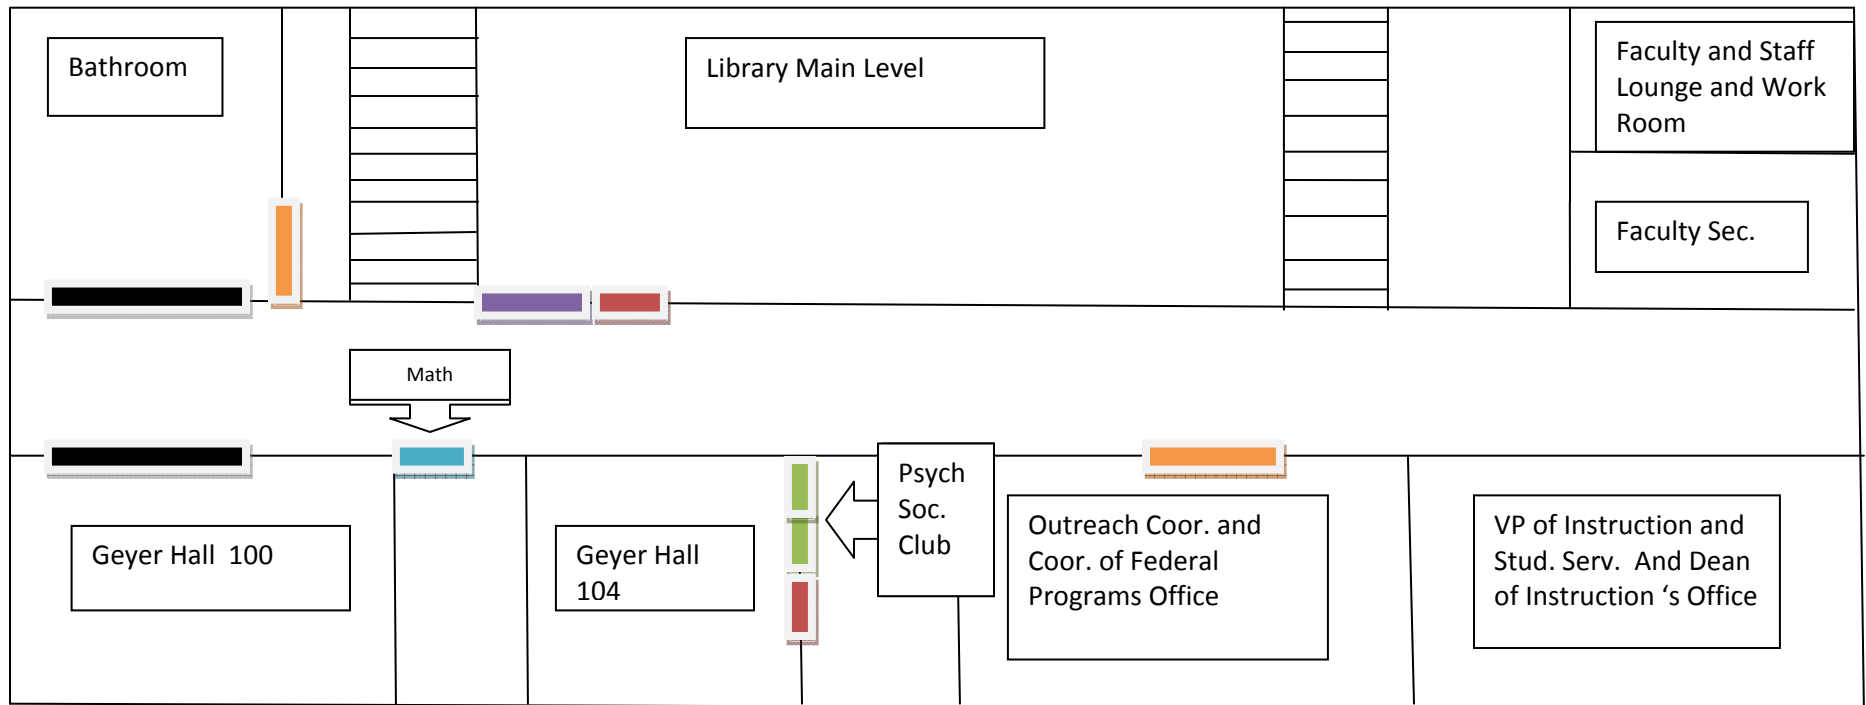 Bathroom
Library Main Level
Faculty and Staff
Lounge and Work
Room
Faculty Sec.
Math
Psych
Soc.
Club
Geyer Hall  100
Geyer Hall
104
Outreach Coor. and
Coor. of Federal
Programs Office
VP of Instruction and
Stud. Serv.  And Dean
of Instruction ‘s Office